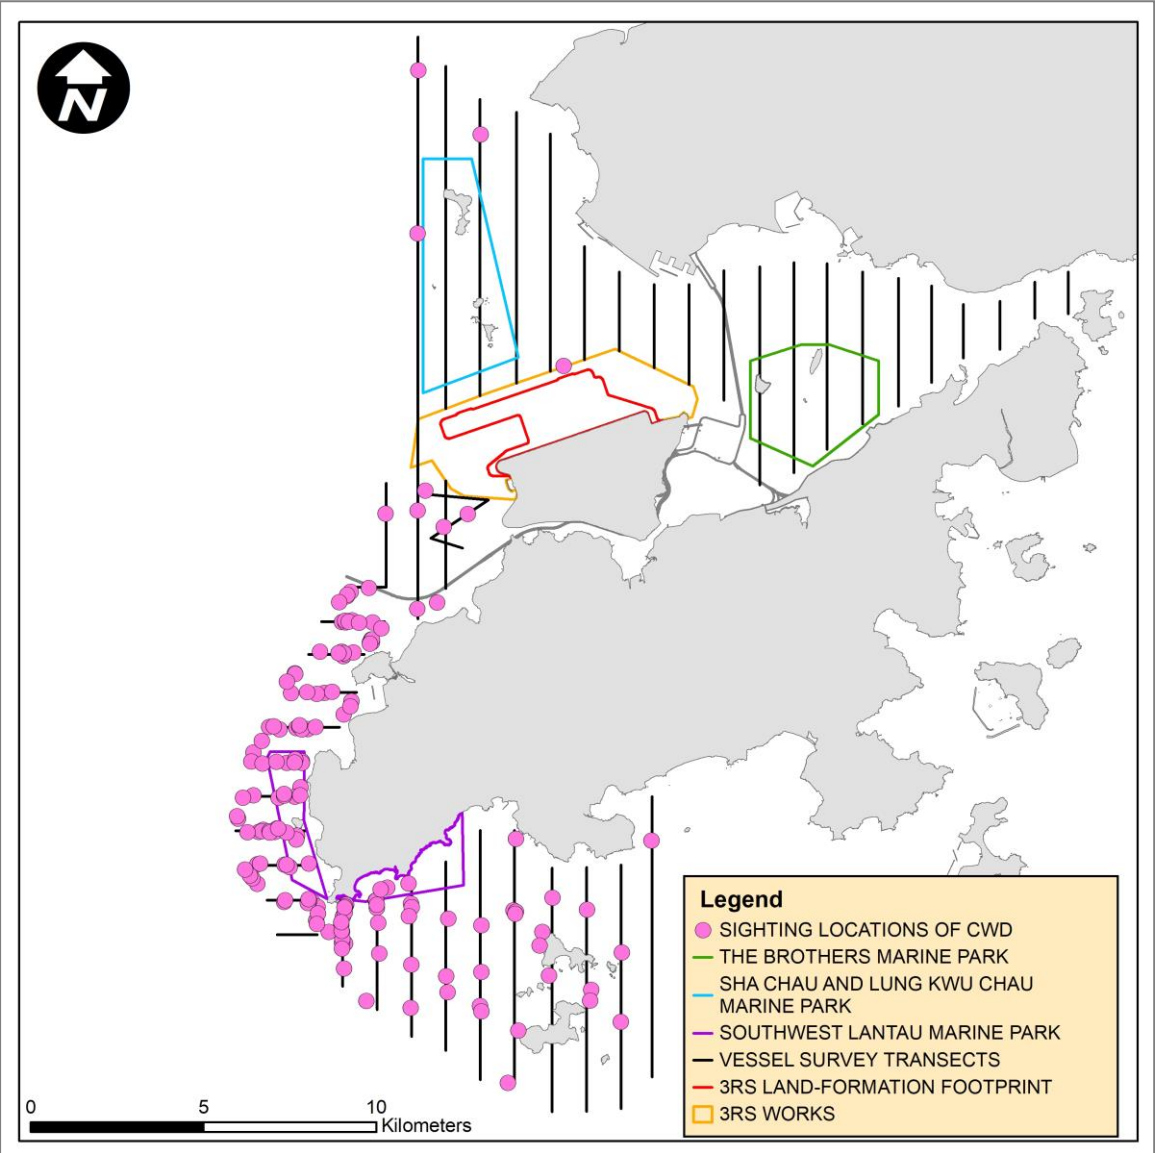 N
0 5 10
Kilometers
Legend
SIGHTING LOCATIONS OF CWD
THE BROTHERS MARINE PARK
SHA CHAU AND LUNG KWU CHAU
MARINE PARK
SOUTHWEST LANTAU MARINE PARK
VESSEL SURVEY TRANSECTS
3RS LAND-FORMATION FOOTPRINT
3RS WORKS